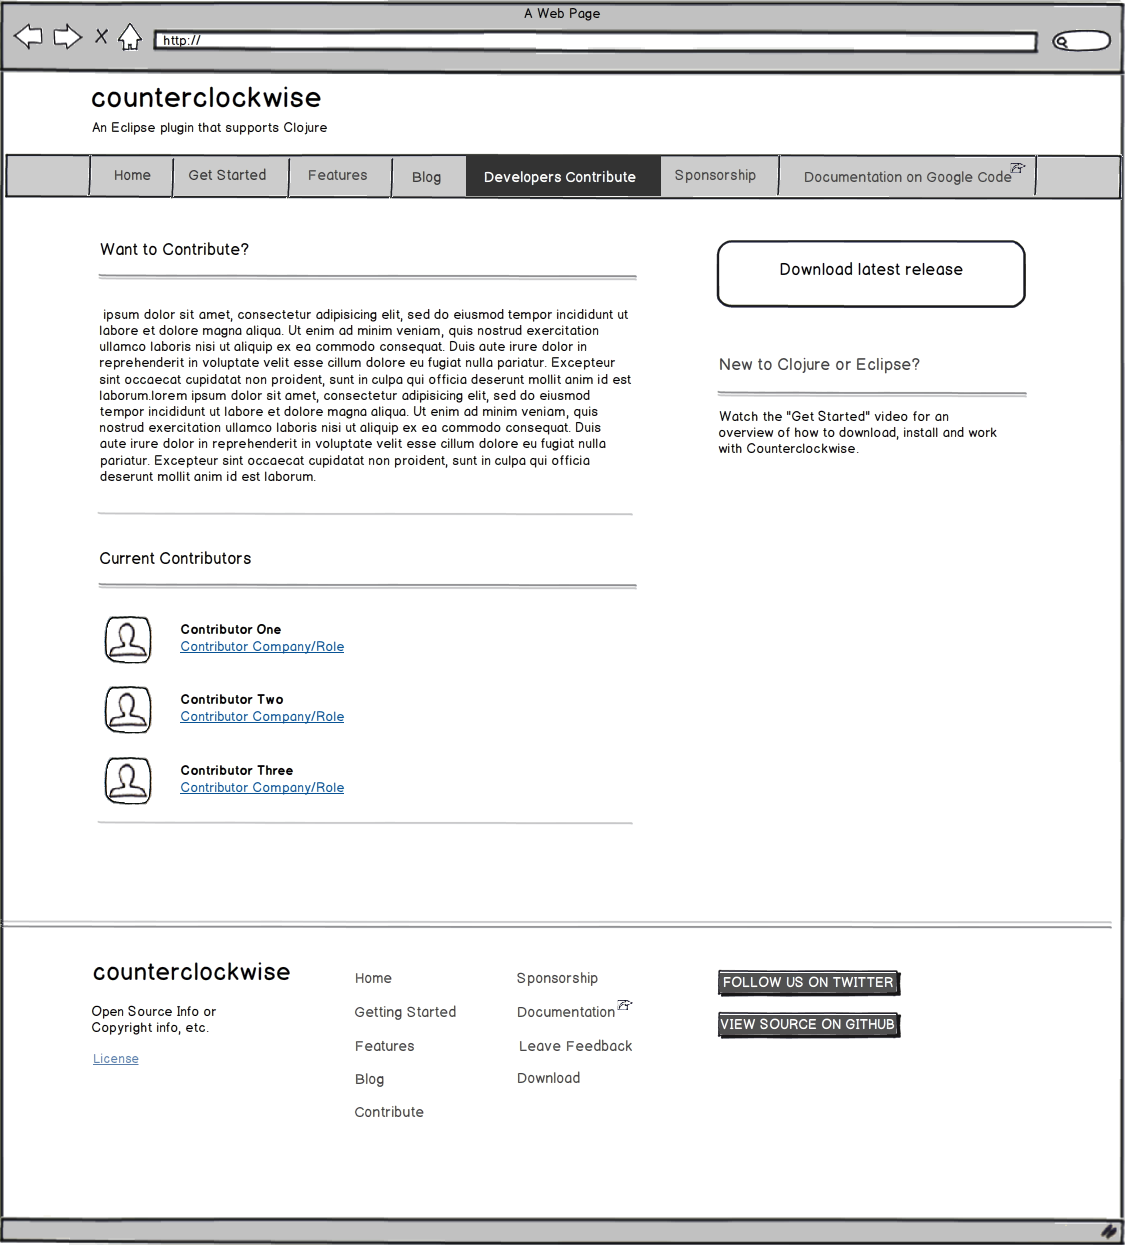 A Web Page
http://
counterclockwise
An Eclipse plugin that supports Clojure
Home Get Started Features Blog Developers Contribute Sponsorship Documentation on Google Code
Want to Contribute?
ipsum dolor sit amet, consectetur adipisicing elit, sed do eiusmod tempor incididunt ut
labore et dolore magna aliqua. Ut enim ad minim veniam, quis nostrud exercitation
ullamco laboris nisi ut aliquip ex ea commodo consequat. Duis aute irure dolor in
reprehenderit in voluptate velit esse cillum dolore eu fugiat nulla pariatur. Excepteur
sint occaecat cupidatat non proident, sunt in culpa qui officia deserunt mollit anim id est
laborum.lorem ipsum dolor sit amet, consectetur adipisicing elit, sed do eiusmod
tempor incididunt ut labore et dolore magna aliqua. Ut enim ad minim veniam, quis
nostrud exercitation ullamco laboris nisi ut aliquip ex ea commodo consequat. Duis
aute irure dolor in reprehenderit in voluptate velit esse cillum dolore eu fugiat nulla
pariatur. Excepteur sint occaecat cupidatat non proident, sunt in culpa qui officia
deserunt mollit anim id est laborum.
Current Contributors
Contributor One
Contributor Company/Role
Contributor Two
Contributor Company/Role
Contributor Three
Contributor Company/Role
Download latest release
New to Clojure or Eclipse?
Watch the "Get Started" video for an
overview of how to download, install and work
with Counterclockwise.
counterclockwise
Open Source Info or
Copyright info, etc.
License
Home
Getting Started
Features
Blog
Contribute
Sponsorship
Documentation
Leave Feedback
Download
FOLLOW US ON TWITTER
VIEW SOURCE ON GITHUB